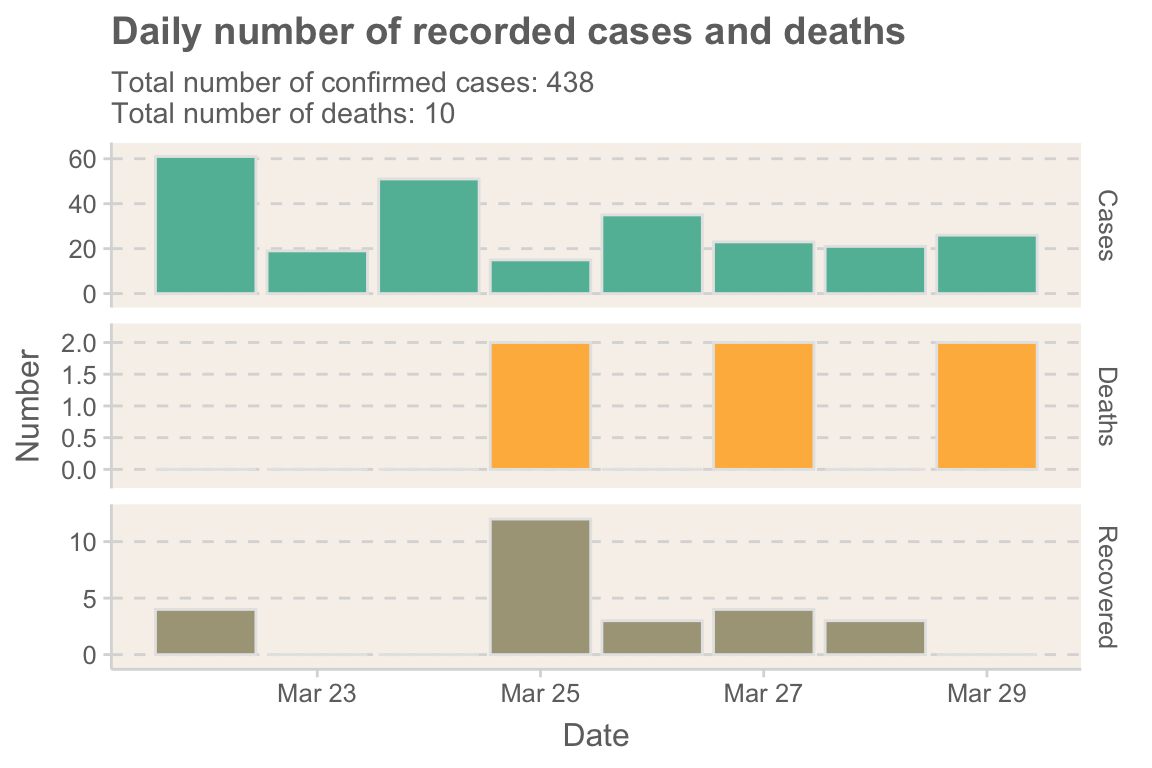 Daily number of recorded cases and deaths
Total number of confirmed cases: 438
Total number of deaths: 10
60
40
20
0
Cases
Number
2.0
1.5
1.0
0.5
0.0
Deaths
10
5
0
Recovered
Mar 23 Mar 25 Mar 27 Mar 29
Date